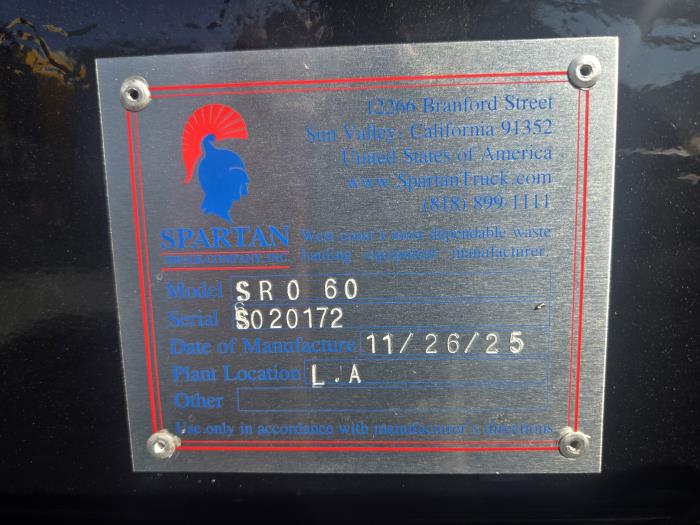 12266 Branford Street
Sun Valley, California 91352
United States of America
www.SpartanTruck.com
(818) 899-1111
SPARTAN
TRUCK COMPANY, INC.
West coast's most dependable waste
hauling equipment manufacturer.
Model SRO 60
Serial S020172
Date of Manufacture 11/26/25
Plant Location L.A
Other
Use only in accordance with manufacturer's directions